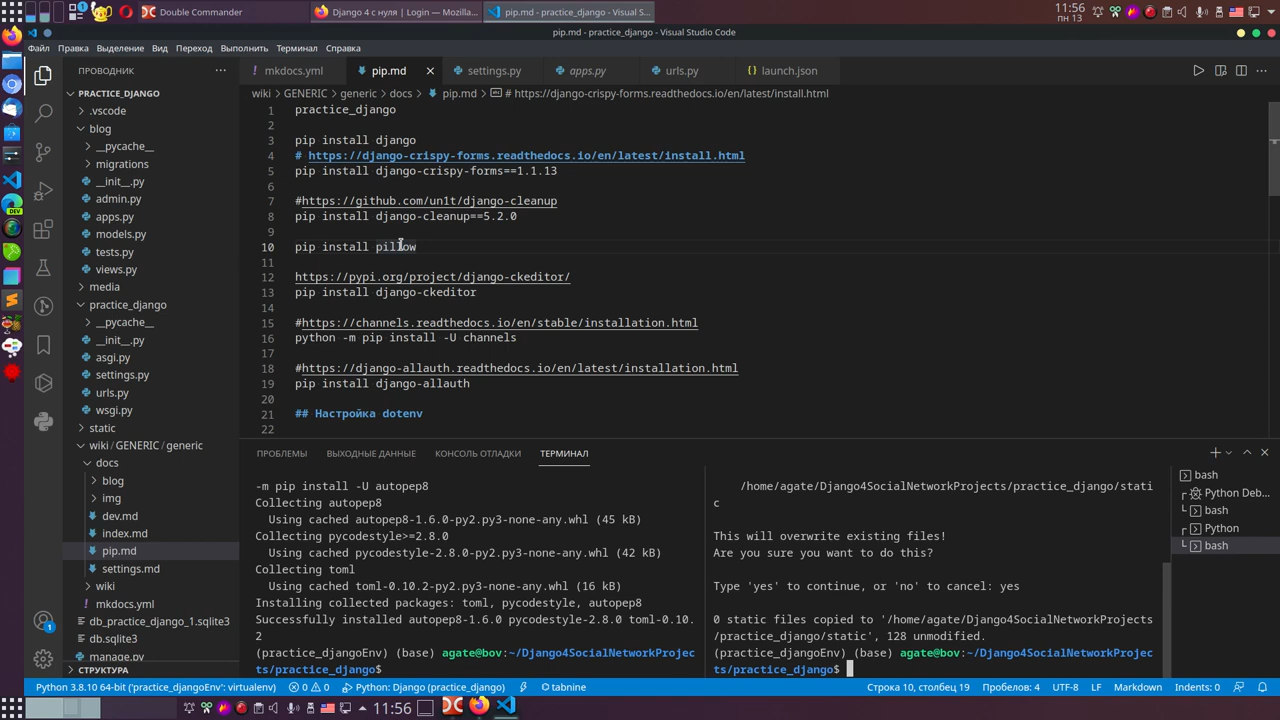 Double Commander
Django 4 с нуля | Login — Mozilla...
pip.md - practice_django - Visual S...
11:56
пн 13
pip.md - practice_django - Visual Studio Code
Файл Правка Выделение Вид Переход Выполнить Терминал Справка
ПРОВОДНИК
mkdocs.yml
pip.md
settings.py
apps.py
urls.py
launch.json
wiki > GENERIC > generic > docs > pip.md > # https://django-crispy-forms.readthedocs.io/en/latest/install.html
PRACTICE_DJANGO
.vscode
blog
__pycache__
migrations
__init__.py
admin.py
apps.py
models.py
tests.py
views.py
media
practice_django
__pycache__
__init__.py
asgi.py
settings.py
urls.py
wsgi.py
static
wiki/GENERIC/generic
docs
blog
img
dev.md
index.md
pip.md
settings.md
wiki
mkdocs.yml
db_practice_django_1.sqlite3
db.sqlite3
manage.py
СТРУКТУРА
1 practice_django
2
3 pip install django
4 # https://django-crispy-forms.readthedocs.io/en/latest/install.html
5 pip install django-crispy-forms==1.1.13
6
7 #https://github.com/un1t/django-cleanup
8 pip install django-cleanup==5.2.0
9
10 pip install pillow
11
12 https://pypi.org/project/django-ckeditor/
13 pip install django-ckeditor
14
15 #https://channels.readthedocs.io/en/stable/installation.html
16 python -m pip install -U channels
17
18 #https://django-allauth.readthedocs.io/en/latest/installation.html
19 pip install django-allauth
20
21 ## Настройка dotenv
22
ПРОБЛЕМЫ ВЫХОДНЫЕ ДАННЫЕ КОНСОЛЬ ОТЛАДКИ ТЕРМИНАЛ
-m pip install -U autopep8
Collecting autopep8
Using cached autopep8-1.6.0-py2.py3-none-any.whl (45 kB)
Collecting pycodestyle>=2.8.0
Using cached pycodestyle-2.8.0-py2.py3-none-any.whl (42 kB)
Collecting toml
Using cached toml-0.10.2-py2.py3-none-any.whl (16 kB)
Installing collected packages: toml, pycodestyle, autopep8
Successfully installed autopep8-1.6.0 pycodestyle-2.8.0 toml-0.10.
2
(practice_djangoEnv) (base) agate@bov:~/Django4SocialNetworkProjec
ts/practice_django$
/home/agate/Django4SocialNetworkProjects/practice_django/stati
c
This will overwrite existing files!
Are you sure you want to do this?
Type 'yes' to continue, or 'no' to cancel: yes
0 static files copied to '/home/agate/Django4SocialNetworkProjects
/practice_django/static', 128 unmodified.
(practice_djangoEnv) (base) agate@bov:~/Django4SocialNetworkProjec
ts/practice_django$
bash
Python Deb...
bash
Python
bash
1
Python 3.8.10 64-bit ('practice_djangoEnv': virtualenv) 0 0 Python: Django (practice_django) tabnine
Строка 10, столбец 19 Пробелов: 4 UTF-8 LF Markdown Indents: 0
11:56